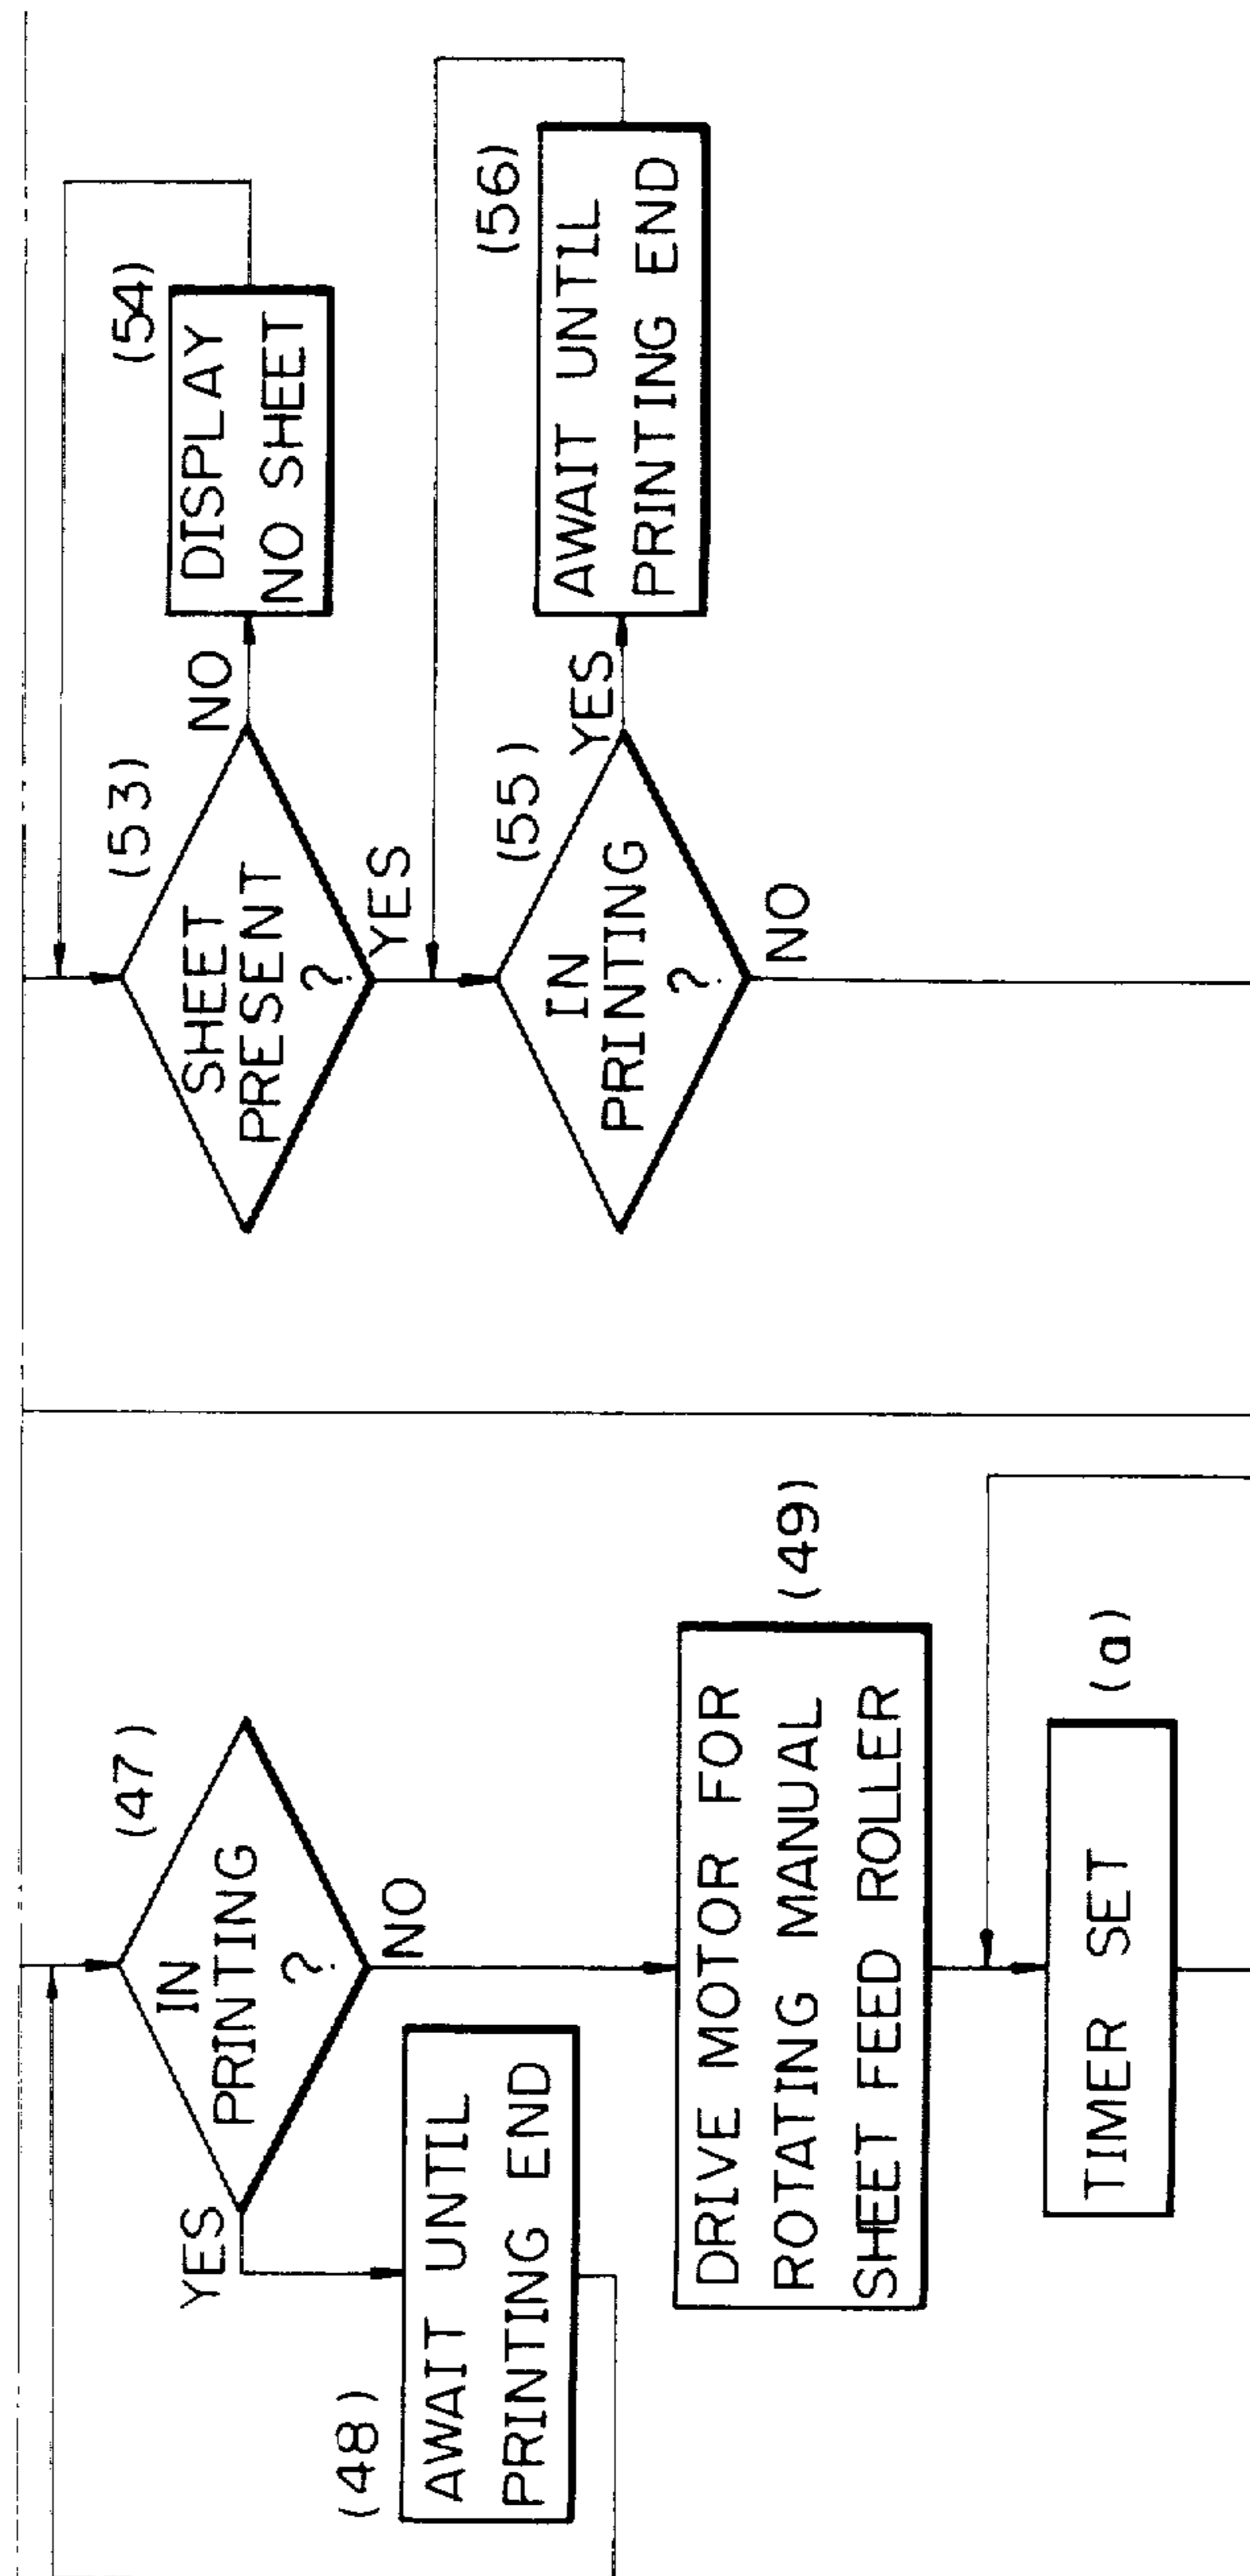 (47)
IN
PRINTING
?
YES
NO
(48)
AWAIT UNTIL
PRINTING END
(49)
DRIVE MOTOR FOR
ROTATING MANUAL
SHEET FEED ROLLER
(a)
TIMER SET
(53)
SHEET
PRESENT
?
NO
YES
(54)
DISPLAY
NO SHEET
(55)
IN
PRINTING
?
YES
NO
(56)
AWAIT UNTIL
PRINTING END